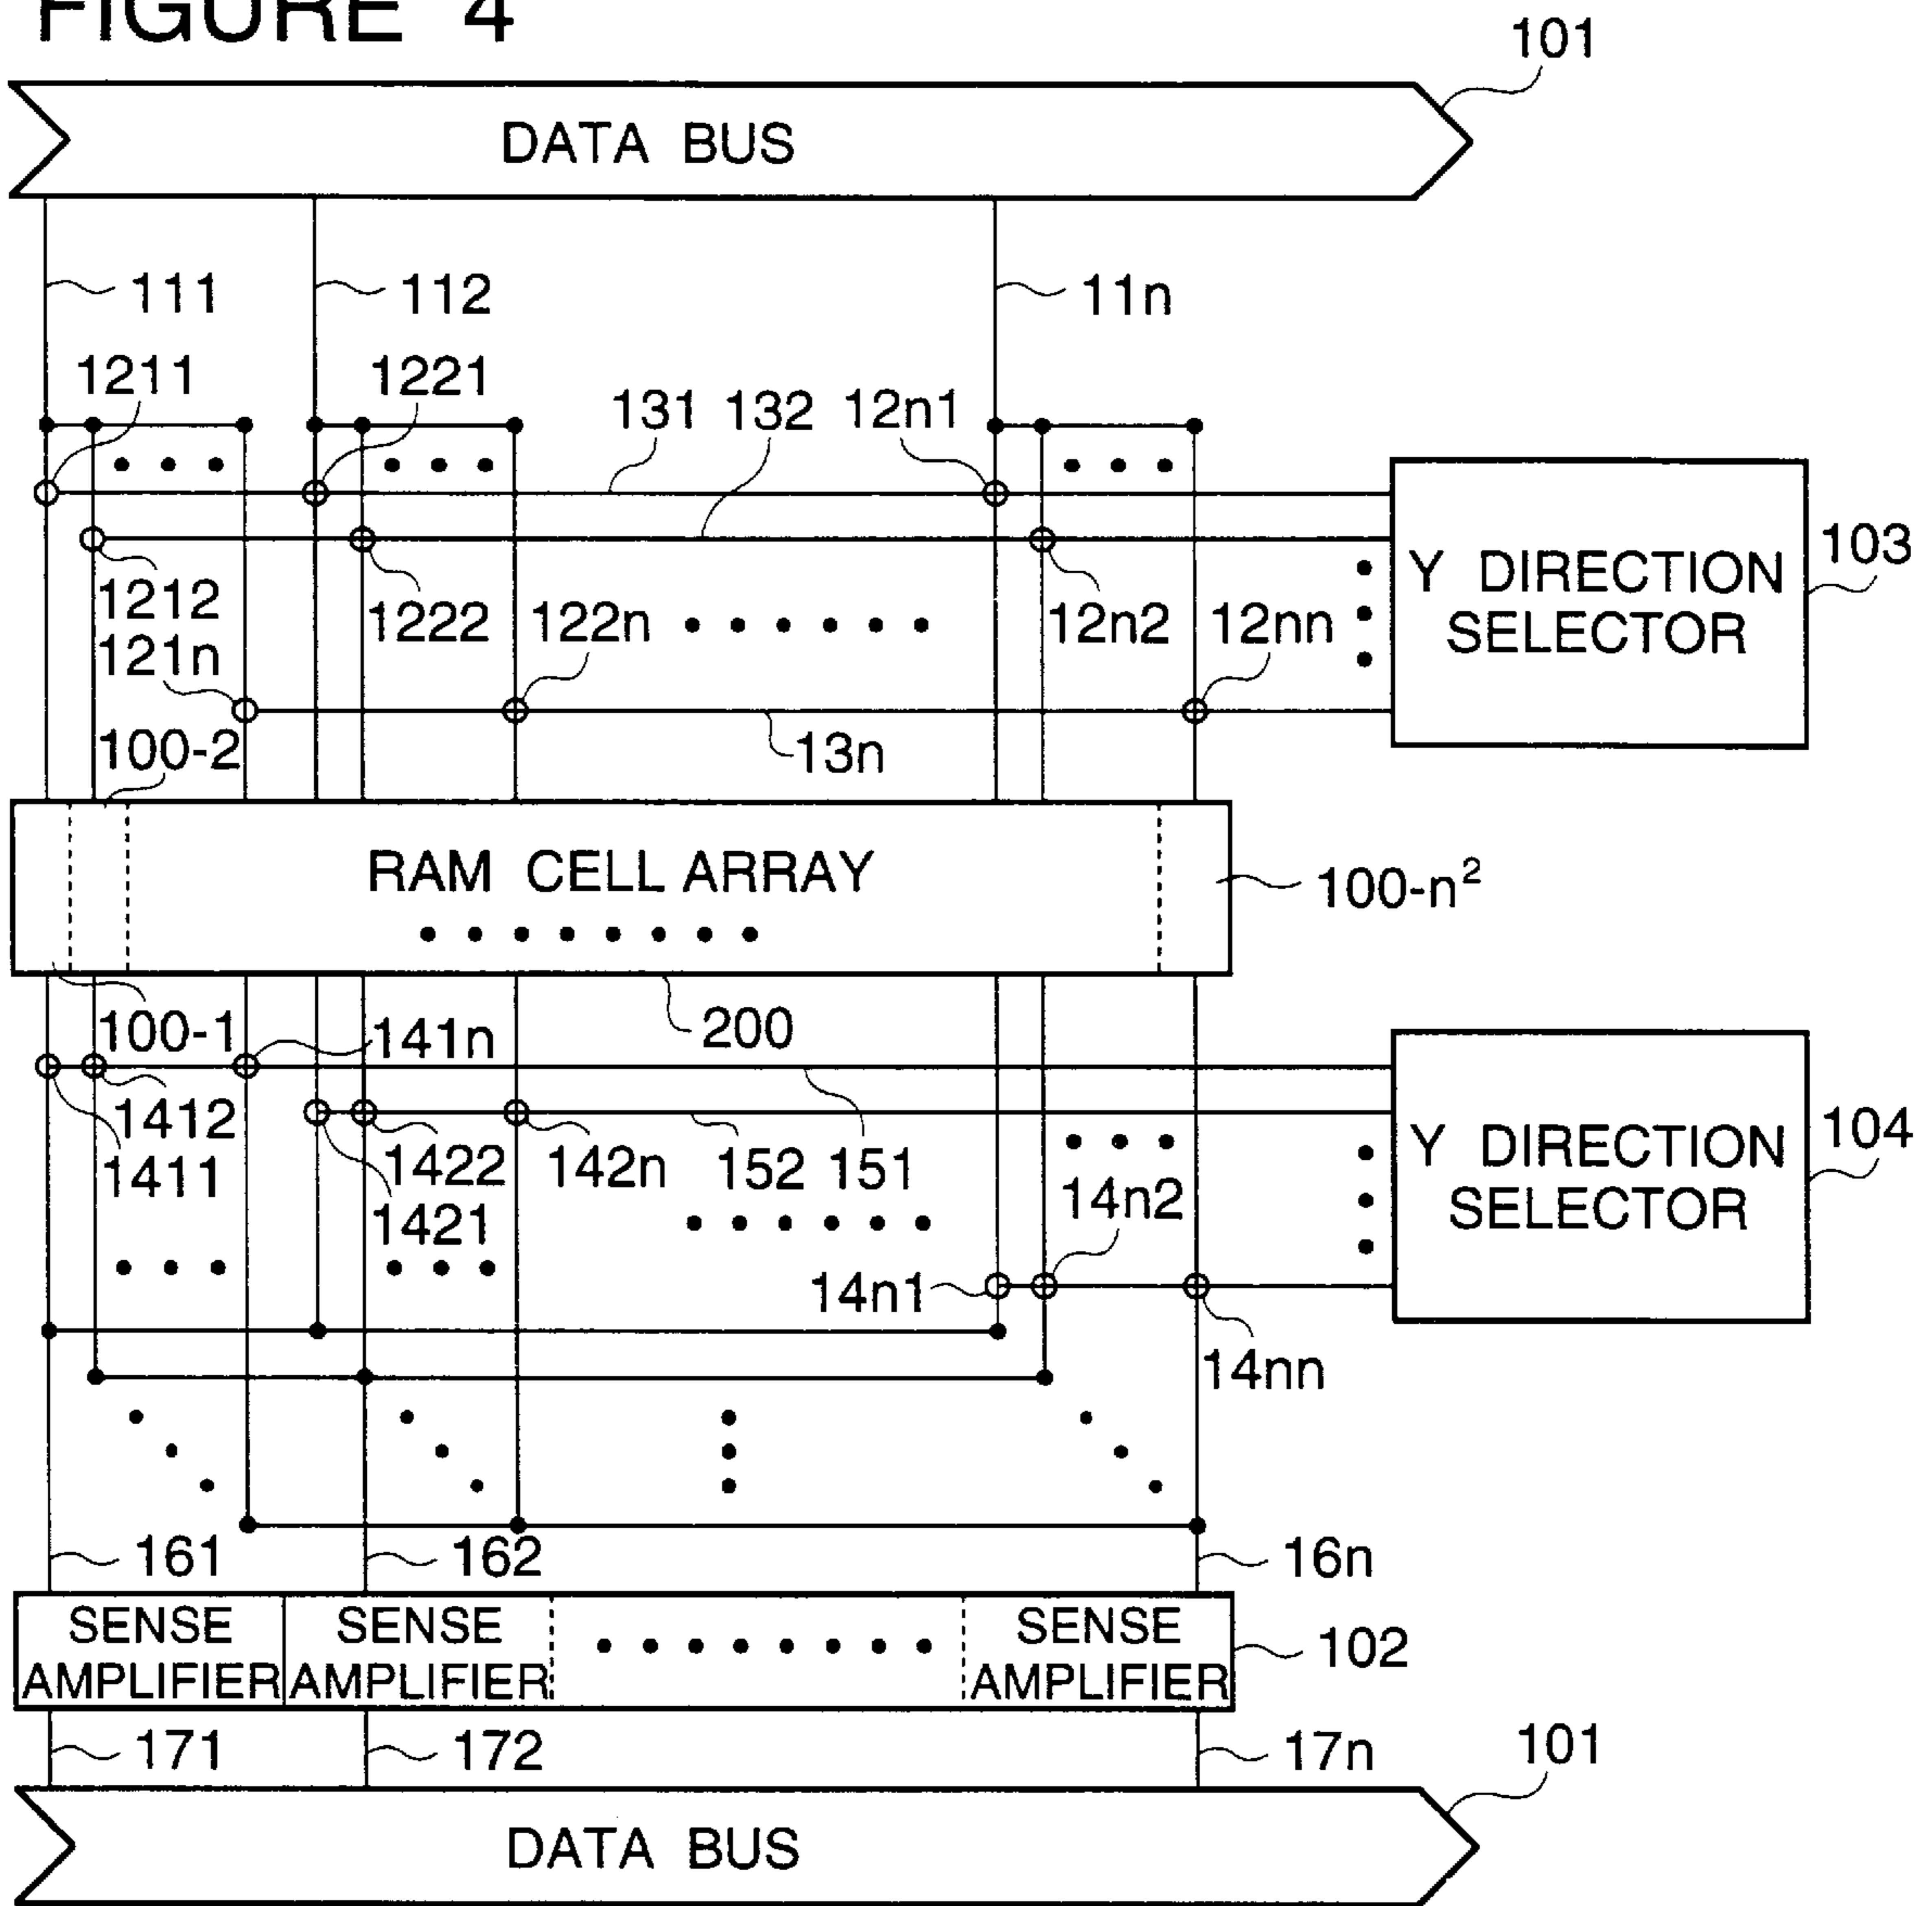 FIGURE 4
101
DATA BUS
111
112
11n
1211
1221
131
132
12n1
103
Y DIRECTION
SELECTOR
1212
1222
122n
12n2
12nn
121n
13n
100-2
RAM CELL ARRAY
100-n²
100-1
141n
200
1412
1411
1422
142n
152
151
1421
14n2
104
Y DIRECTION
SELECTOR
14n1
14nn
161
162
16n
SENSE
AMPLIFIER
SENSE
AMPLIFIER
SENSE
AMPLIFIER
102
171
172
17n
101
DATA BUS